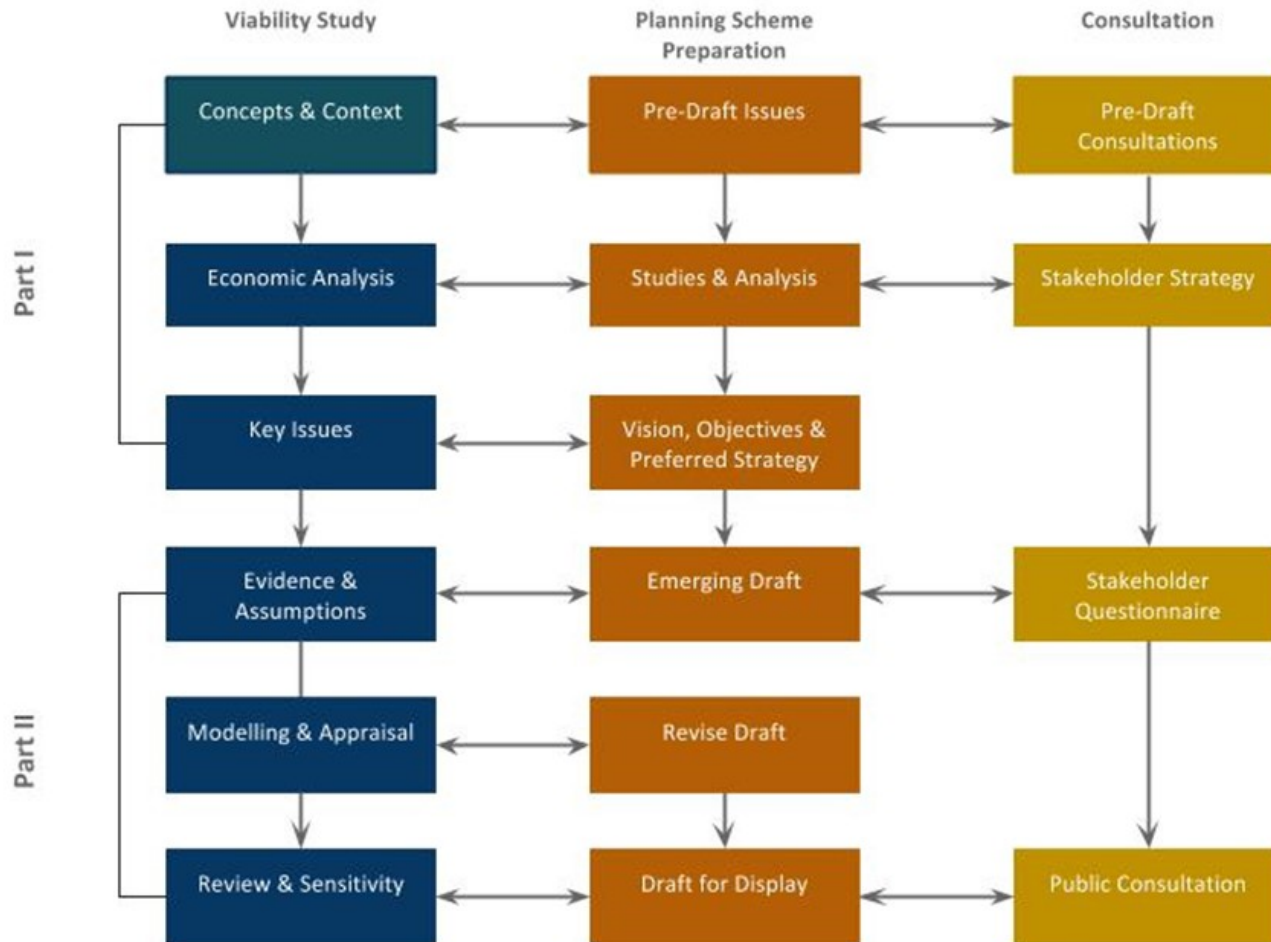 Viability Study
Planning Scheme
Preparation
Consultation
Part I
Concepts & Context
Pre-Draft Issues
Pre-Draft
Consultations
Economic Analysis
Studies & Analysis
Stakeholder Strategy
Key Issues
Vision, Objectives &
Preferred Strategy
Part II
Evidence &
Assumptions
Emerging Draft
Stakeholder
Questionnaire
Modelling & Appraisal
Revise Draft
Review & Sensitivity
Draft for Display
Public Consultation